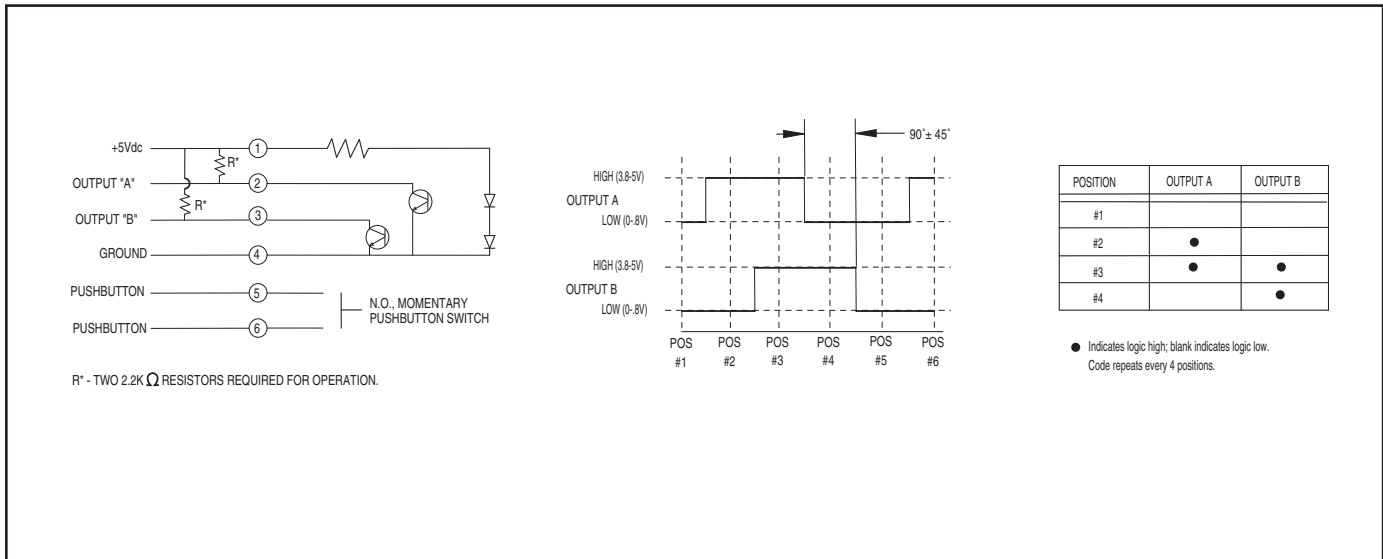 +5Vdc
1
R*
OUTPUT "A"
2
R*
OUTPUT "B"
3
GROUND
4
PUSHBUTTON
5
N.O., MOMENTARY
PUSHBUTTON SWITCH
PUSHBUTTON
6
R* - TWO 2.2K Ω RESISTORS REQUIRED FOR OPERATION.
90°± 45°
HIGH (3.8-5V)
OUTPUT A
LOW (0-.8V)
HIGH (3.8-5V)
OUTPUT B
LOW (0-.8V)
POS POS POS POS POS POS
#1 #2 #3 #4 #5 #6
POSITION OUTPUT A OUTPUT B
#1
#2 ●
#3 ● ●
#4 ●
● Indicates logic high; blank indicates logic low.
Code repeats every 4 positions.